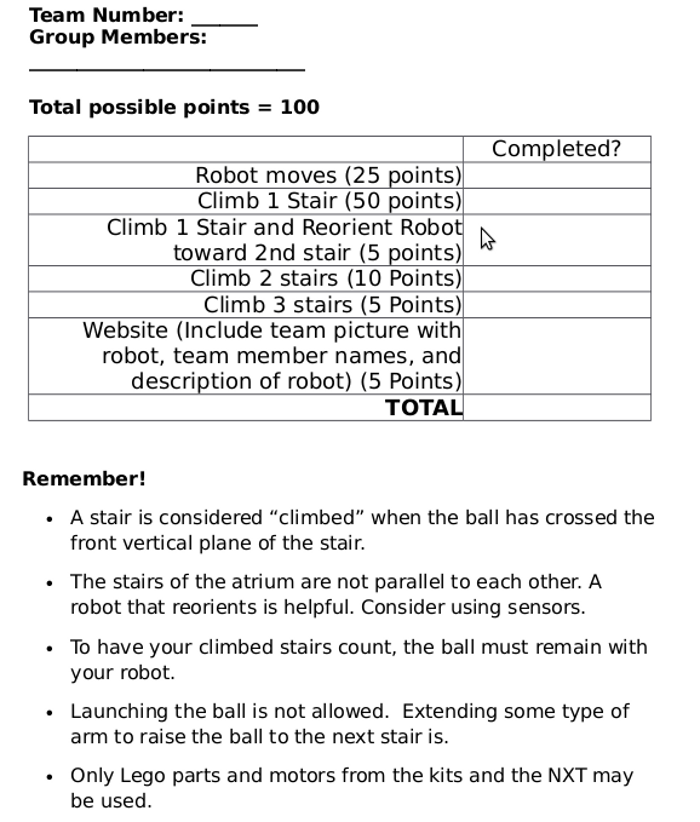 Team Number: _______
Group Members:
_____________________________
Total possible points = 100
Completed?
Robot moves (25 points)
Climb 1 Stair (50 points)
Climb 1 Stair and Reorient Robot
toward 2nd stair (5 points)
Climb 2 stairs (10 Points)
Climb 3 stairs (5 Points)
Website (Include team picture with
robot, team member names, and
description of robot) (5 Points)
TOTAL
Remember!
• A stair is considered “climbed” when the ball has crossed the
front vertical plane of the stair.
• The stairs of the atrium are not parallel to each other. A
robot that reorients is helpful. Consider using sensors.
• To have your climbed stairs count, the ball must remain with
your robot.
• Launching the ball is not allowed.  Extending some type of
arm to raise the ball to the next stair is.
• Only Lego parts and motors from the kits and the NXT may
be used.